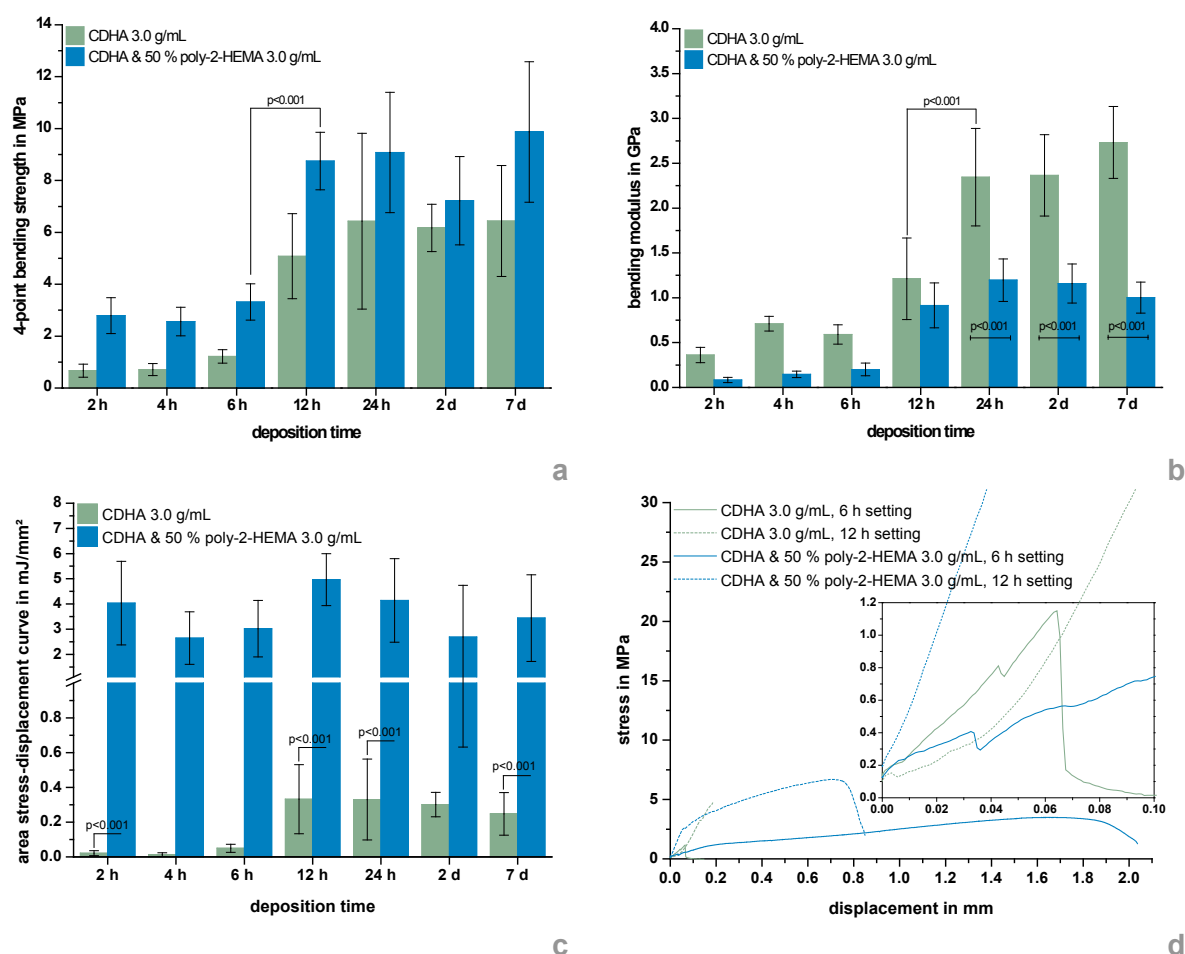 14
12
10
8
6
4
2
0
4-point bending strength in MPa
CDHA 3.0 g/mL
CDHA & 50 % poly-2-HEMA 3.0 g/mL
p<0.001
2 h 4 h 6 h 12 h 24 h 2 d 7 d
deposition time
a
4.0
3.5
3.0
2.5
2.0
1.5
1.0
0.5
0.0
bending modulus in GPa
CDHA 3.0 g/mL
CDHA & 50 % poly-2-HEMA 3.0 g/mL
p<0.001
p<0.001 p<0.001 p<0.001
2 h 4 h 6 h 12 h 24 h 2 d 7 d
deposition time
b
8
7
6
5
4
3
2
0.8
0.6
0.4
0.2
0.0
area stress-displacement curve in mJ/mm²
CDHA 3.0 g/mL
CDHA & 50 % poly-2-HEMA 3.0 g/mL
p<0.001
p<0.001
p<0.001
p<0.001
2 h 4 h 6 h 12 h 24 h 2 d 7 d
deposition time
c
30
25
20
15
10
5
0
stress in MPa
CDHA 3.0 g/mL, 6 h setting
CDHA 3.0 g/mL, 12 h setting
CDHA & 50 % poly-2-HEMA 3.0 g/mL, 6 h setting
CDHA & 50 % poly-2-HEMA 3.0 g/mL, 12 h setting
1.2
1.0
0.8
0.6
0.4
0.2
0.0
0.00 0.02 0.04 0.06 0.08 0.10
0.0 0.2 0.4 0.6 0.8 1.0 1.2 1.4 1.6 1.8 2.0
displacement in mm
d